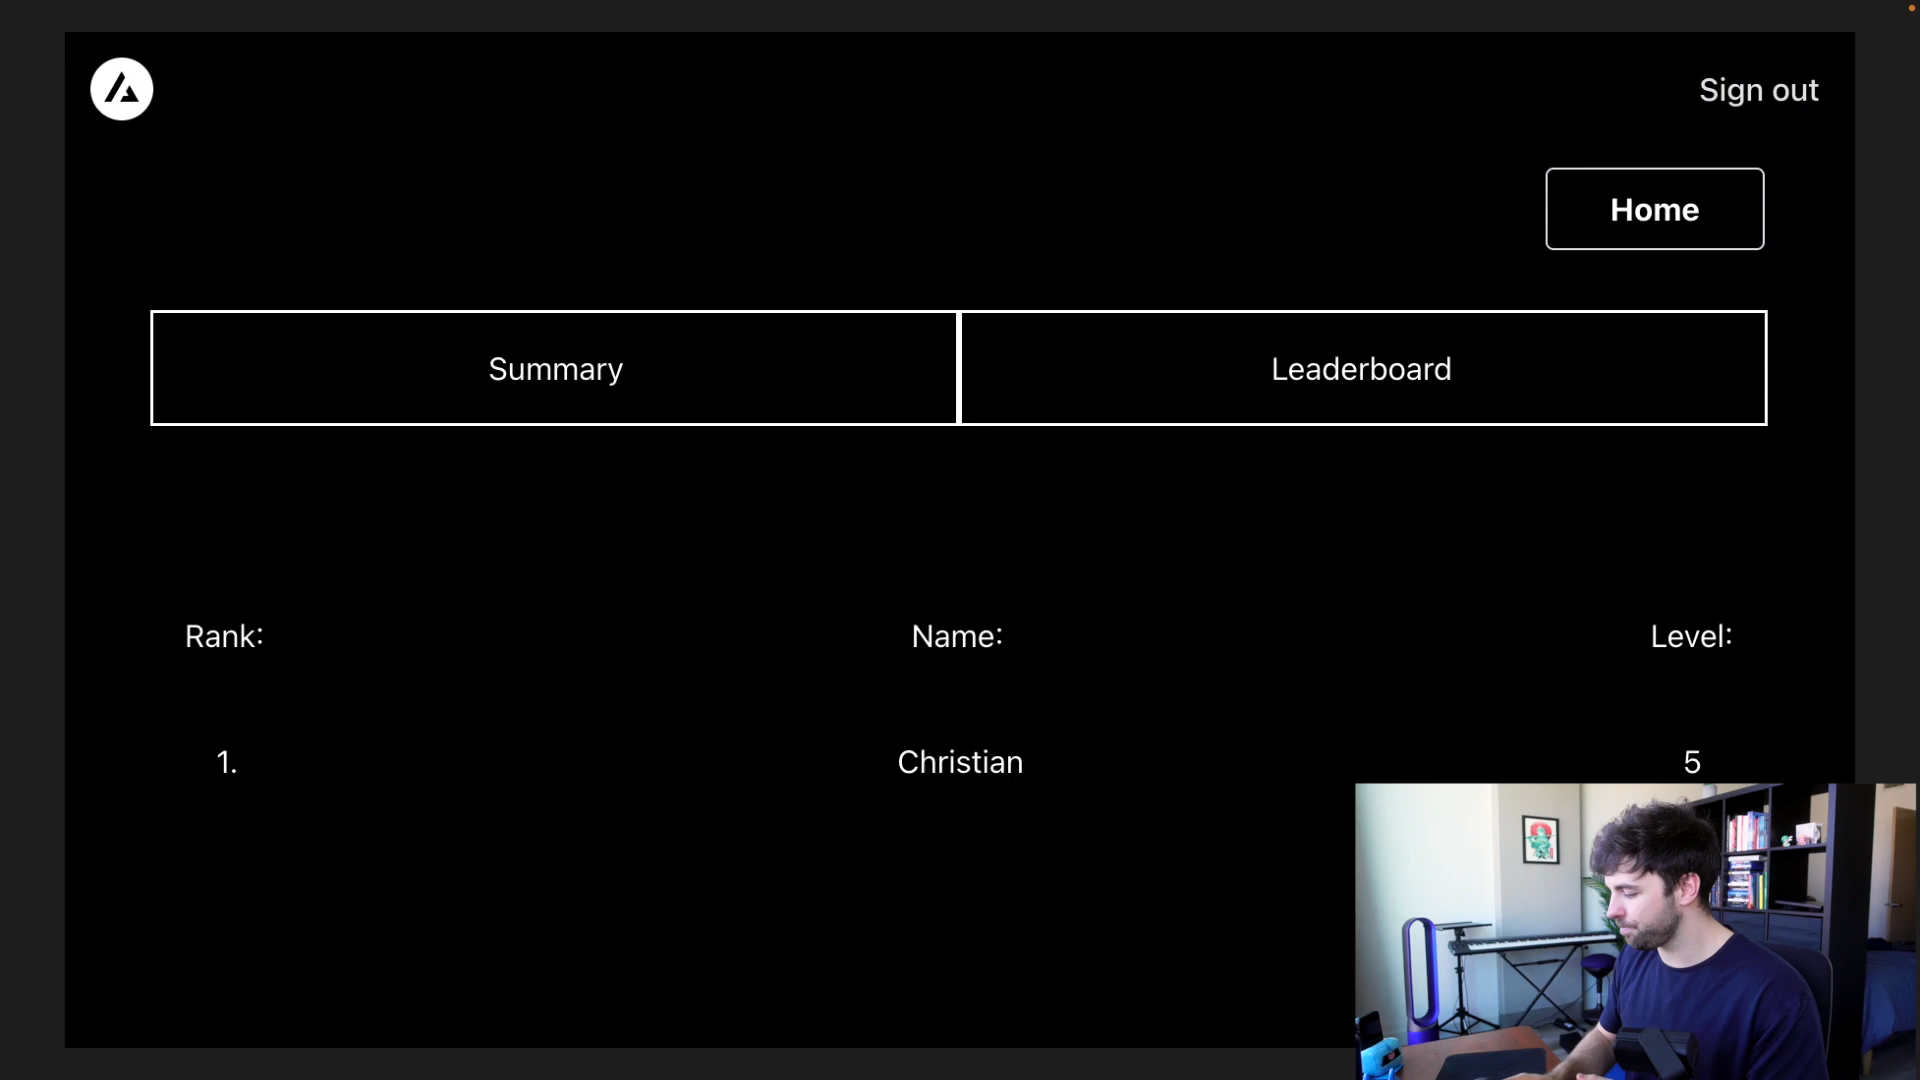 Sign out
Home
Summary
Leaderboard
Rank:
Name:
Level:
1.
Christian
5